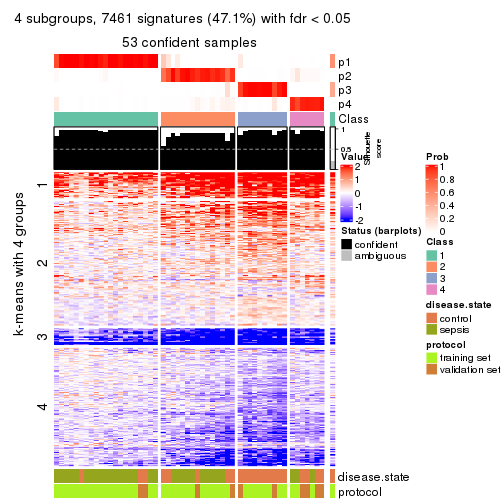 4 subgroups, 7461 signatures (47.1%) with fdr < 0.05
53 confident samples
p1
p2
p3
p4
Class
1
0.5
Silhouette
score
k-means with 4 groups
1
2
3
4
Value
2
1
0
-1
-2
Status (barplots)
confident
ambiguous
Prob
1
0.8
0.6
0.4
0.2
0
Class
1
2
3
4
disease.state
control
sepsis
protocol
training set
validation set
disease.state
protocol